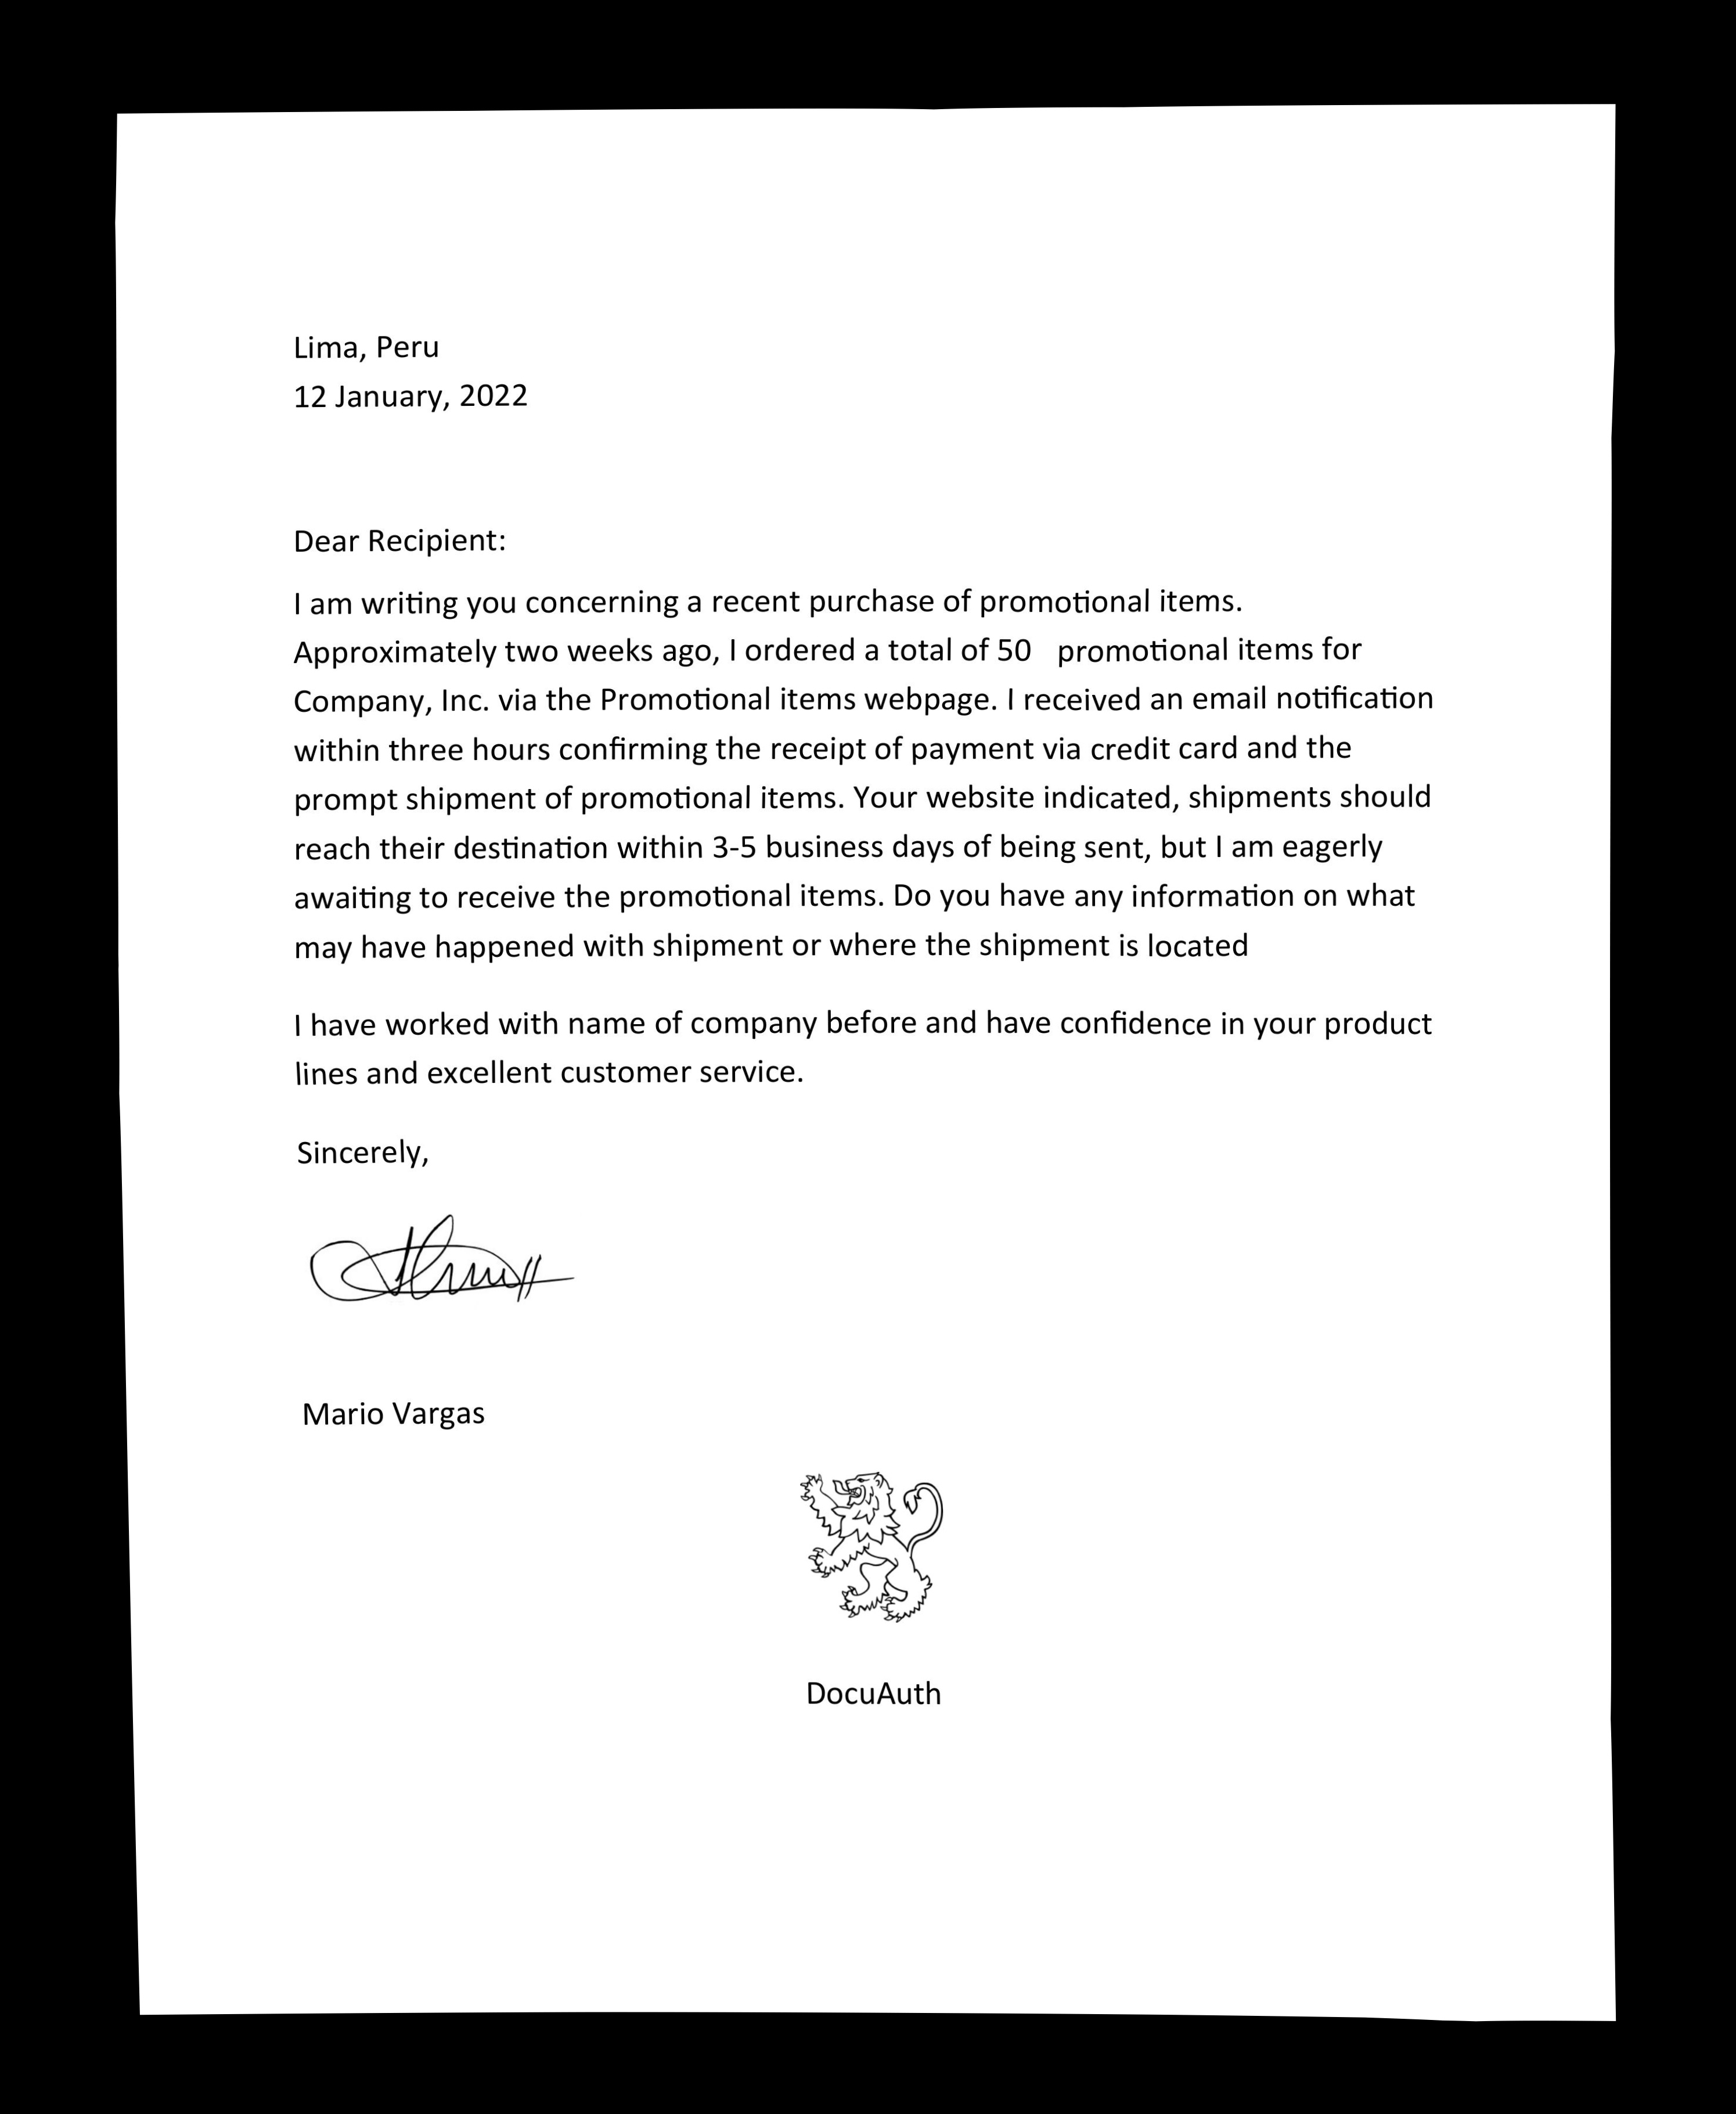 Lima, Peru
12 January, 2022
Dear Recipient:
I am writing you concerning a recent purchase of promotional items.
Approximately two weeks ago, I ordered a total of 50   promotional items for
Company, Inc. via the Promotional items webpage. I received an email notification
within three hours confirming the receipt of payment via credit card and the
prompt shipment of promotional items. Your website indicated, shipments should
reach their destination within 3-5 business days of being sent, but I am eagerly
awaiting to receive the promotional items. Do you have any information on what
may have happened with shipment or where the shipment is located
I have worked with name of company before and have confidence in your product
lines and excellent customer service.
Sincerely,
Mario Vargas
DocuAuth